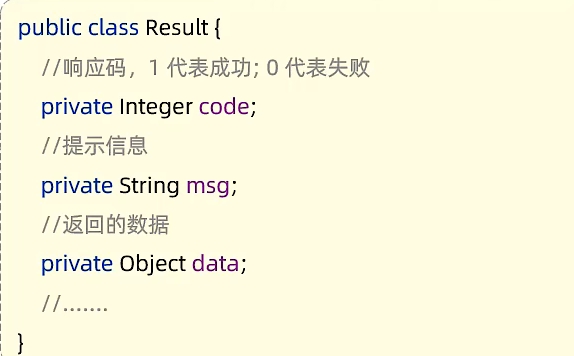 public class Result {
//响应码，1 代表成功; 0 代表失败
private Integer code;
//提示信息
private String msg;
//返回的数据
private Object data;
//.......
}